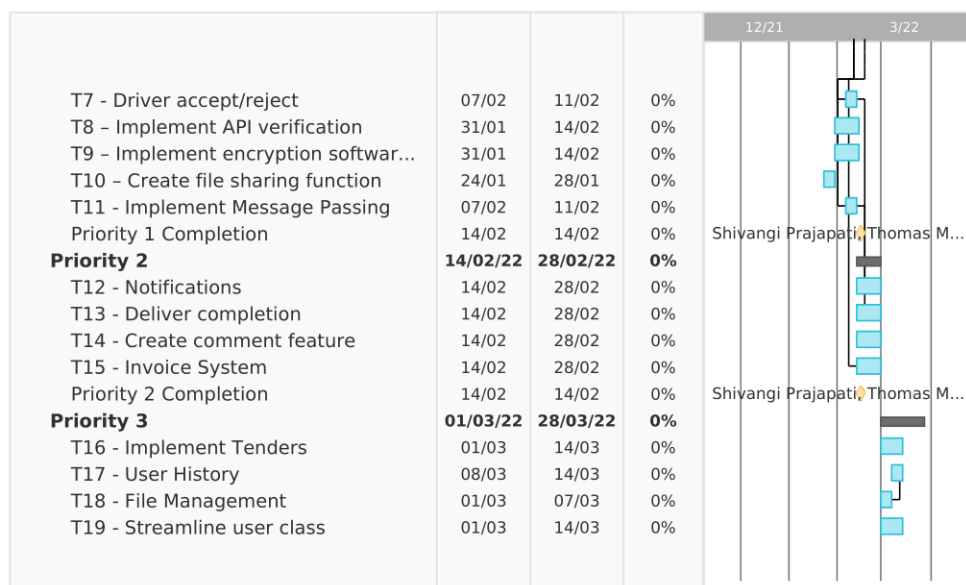 12/21 3/22
T7 - Driver accept/reject 07/02 11/02 0%
T8 – Implement API verification 31/01 14/02 0%
T9 – Implement encryption softwar... 31/01 14/02 0%
T10 – Create file sharing function 24/01 28/01 0%
T11 - Implement Message Passing 07/02 11/02 0%
Priority 1 Completion 14/02 14/02 0% Shivangi Prajapati, Thomas M...
Priority 2 14/02/22 28/02/22 0%
T12 - Notifications 14/02 28/02 0%
T13 - Deliver completion 14/02 28/02 0%
T14 - Create comment feature 14/02 28/02 0%
T15 - Invoice System 14/02 28/02 0%
Priority 2 Completion 14/02 14/02 0% Shivangi Prajapati, Thomas M...
Priority 3 01/03/22 28/03/22 0%
T16 - Implement Tenders 01/03 14/03 0%
T17 - User History 08/03 14/03 0%
T18 - File Management 01/03 07/03 0%
T19 - Streamline user class 01/03 14/03 0%